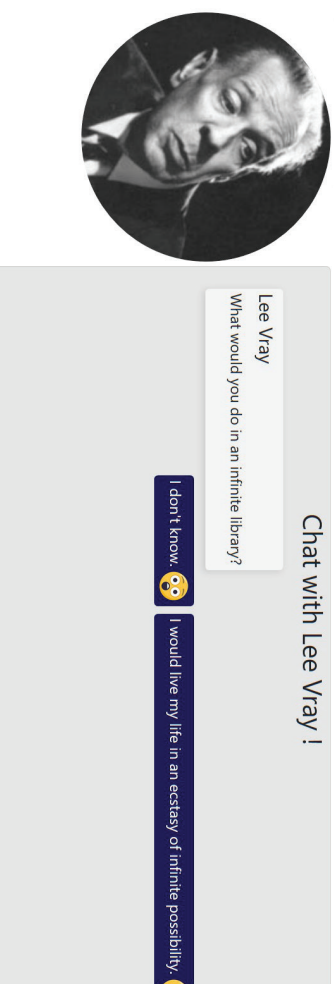 Chat with Lee Vray !
Lee Vray
What would you do in an infinite library?
I don't know. 😲
I would live my life in an ecstasy of infinite possibility.